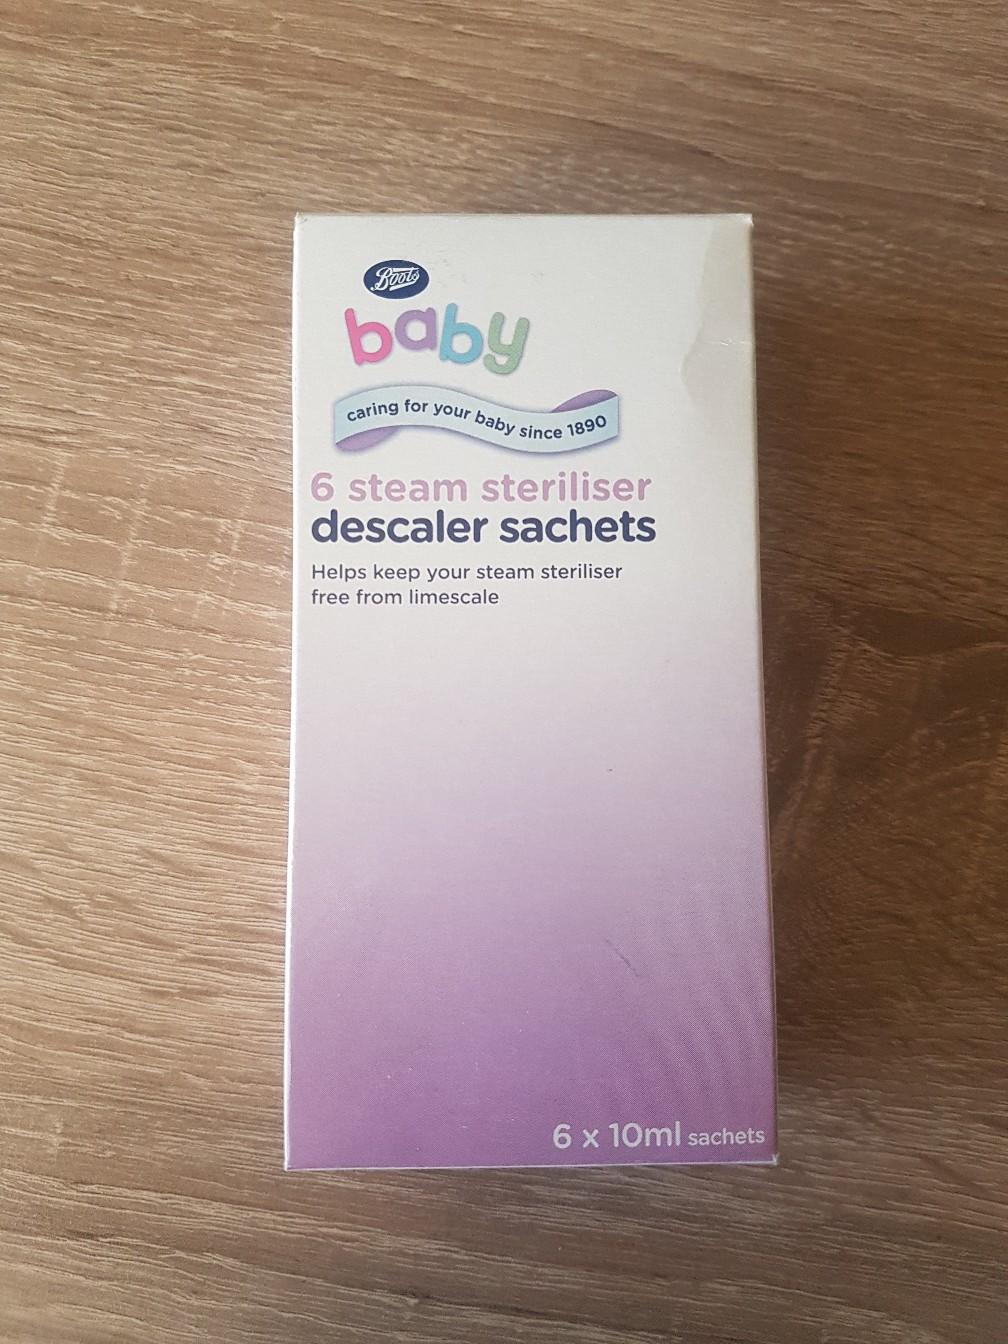 Boots
baby
caring for your baby since 1890
6 steam steriliser
descaler sachets
Helps keep your steam steriliser
free from limescale
6 x 10ml sachets